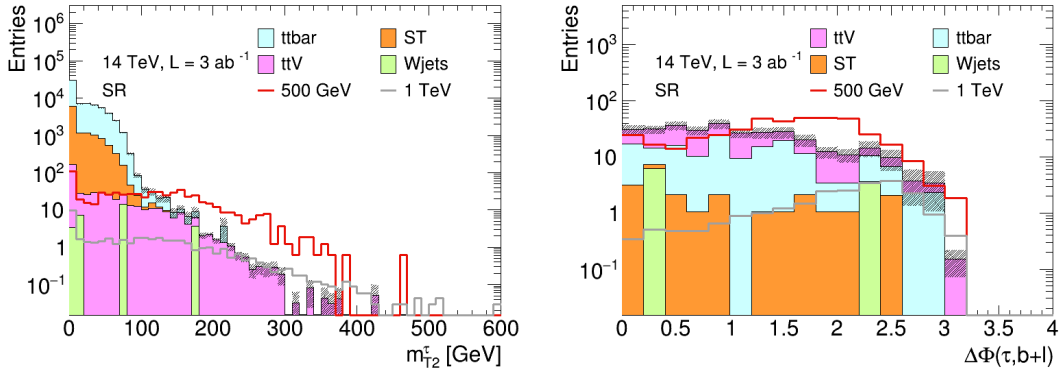 Entries
10⁶
10⁵
10⁴
10³
10²
10
1
10⁻¹
ttbar
ST
ttV
Wjets
500 GeV
1 TeV
14 TeV, L = 3 ab⁻¹
SR
0 100 200 300 400 500 600
m_T2^τ [GeV]
Entries
10³
10²
10
1
10⁻¹
ttV
ttbar
ST
Wjets
500 GeV
1 TeV
14 TeV, L = 3 ab⁻¹
SR
0 0.5 1 1.5 2 2.5 3 3.5 4
ΔΦ(τ,b+l)